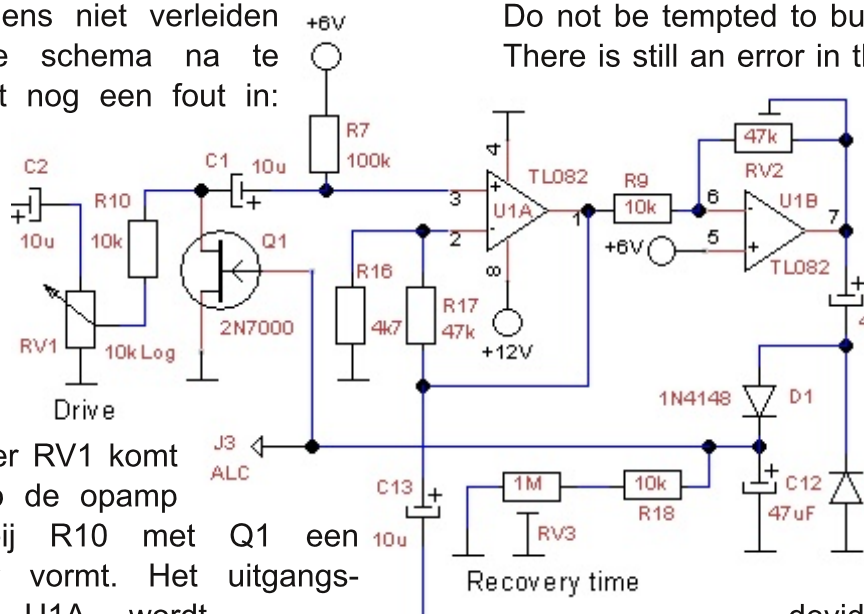 ens niet verleiden
e schema na te
t nog een fout in:
Do not be tempted to bu
There is still an error in th
+6V
R7
100k
C2
10u
R10
10k
C1
10u
+
Q1
2N7000
RV1
10k Log
Drive
3
2
4
8
1
+
-
U1A
TL082
+12V
R16
4k7
R17
47k
R9
10k
47k
RV2
6
5
7
-
+
U1B
TL082
+6V
+
4
1N4148
D1
J3
ALC
C13
+
10u
1M
RV3
10k
R18
+
C12
47uF
Recovery time
er RV1 komt
o de opamp
ij R10 met Q1 een
vormt. Het uitgangs-
U1A wordt
devid